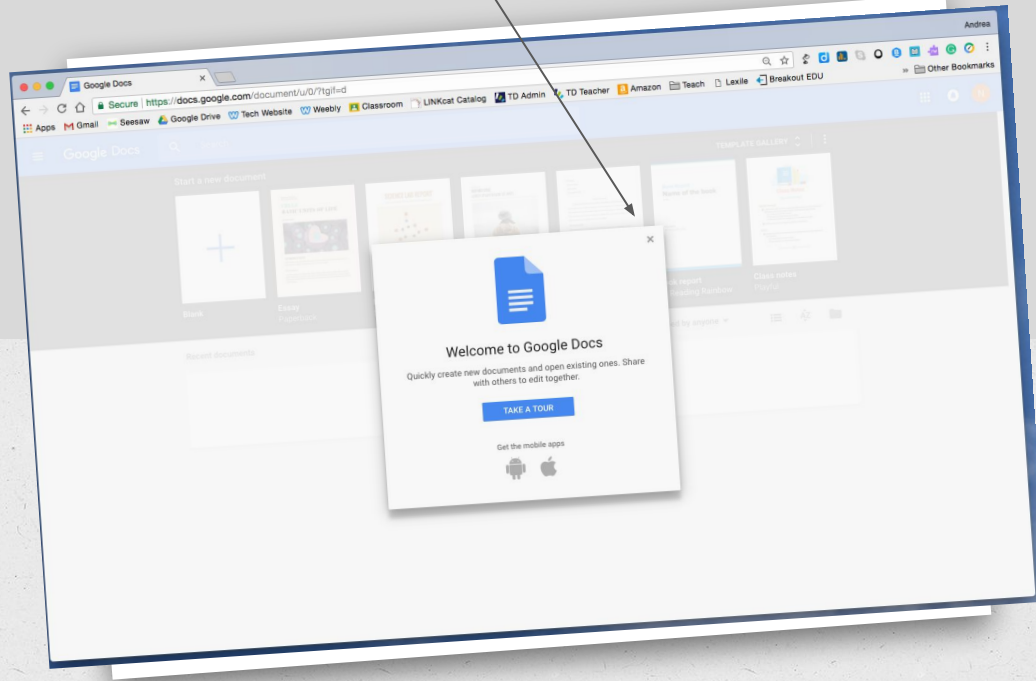 Andrea
Google Docs
Secure | https://docs.google.com/document/u/0/?tgif=d
Apps Gmail Seesaw Google Drive Tech Website Weebly Classroom LINKcat Catalog TD Admin TD Teacher Amazon Teach Lexile Breakout EDU » Other Bookmarks
Google Docs
TEMPLATE GALLERY
Start a new document
Blank
Essay
Class notes
Recent documents
Welcome to Google Docs
Quickly create new documents and open existing ones. Share
with others to edit together.
TAKE A TOUR
Get the mobile apps